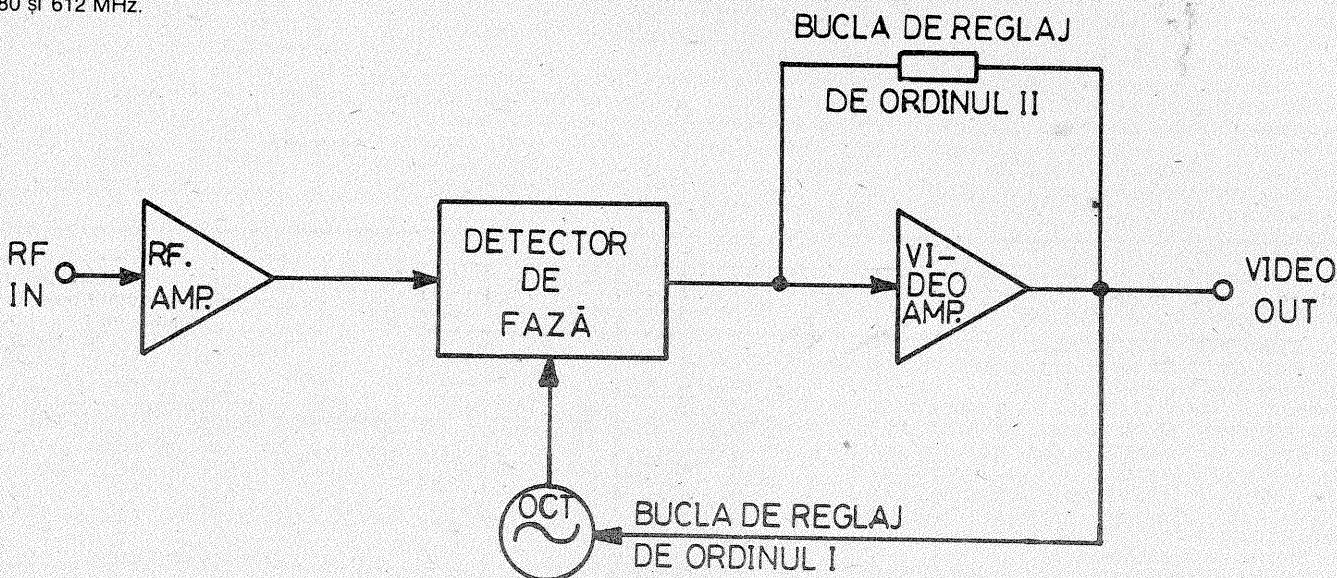 80 și 612 MHz.
BUCLA DE REGLAJ
DE ORDINUL II
RF
IN
RF.
AMP.
DETECTOR
DE
FAZĂ
VI-
DEO
AMP.
VIDEO
OUT
OCT
BUCLA DE REGLAJ
DE ORDINUL I